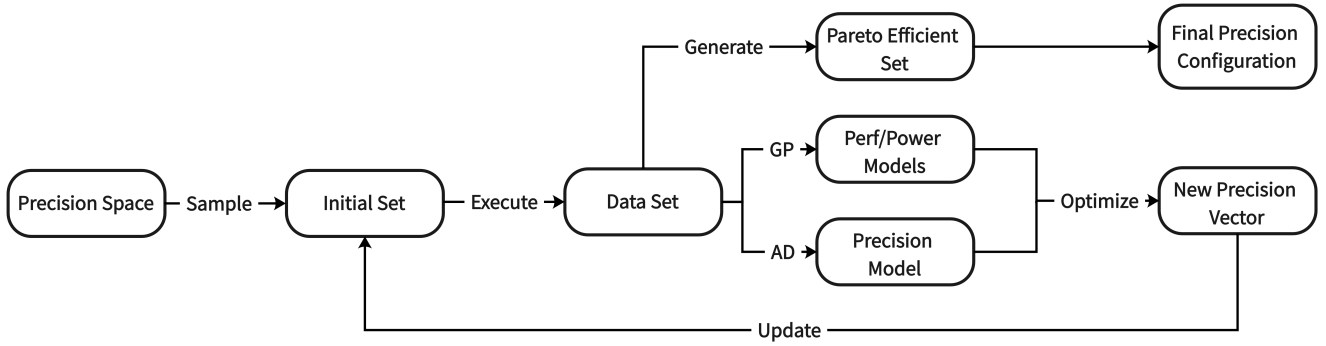 Generate
Pareto Efficient
Set
Final Precision
Configuration
Precision Space
Sample
Initial Set
Execute
Data Set
GP
Perf/Power
Models
AD
Precision
Model
Optimize
New Precision
Vector
Update